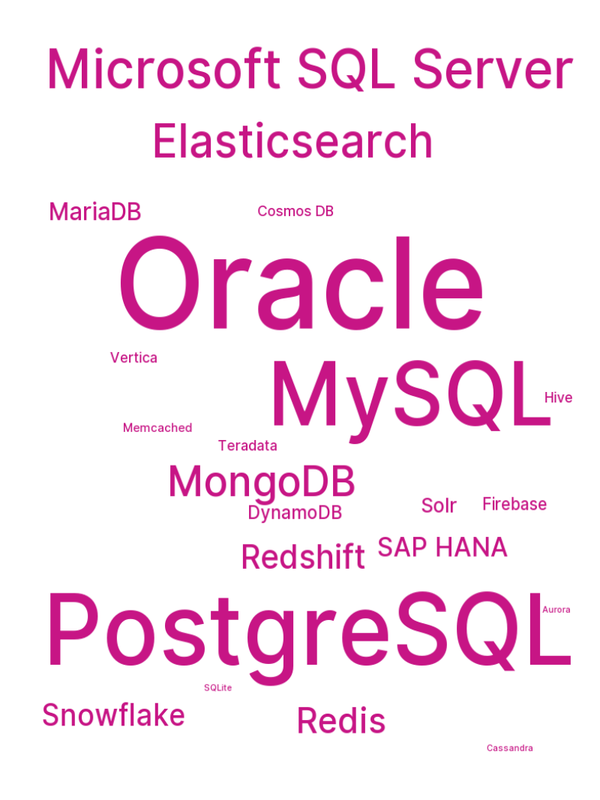 Microsoft SQL Server
Elasticsearch
MariaDB
Cosmos DB
Oracle
Vertica
MySQL
Hive
Memcached
Teradata
MongoDB
DynamoDB
Solr
Firebase
Redshift
SAP HANA
PostgreSQL
Aurora
SQLite
Snowflake
Redis
Cassandra